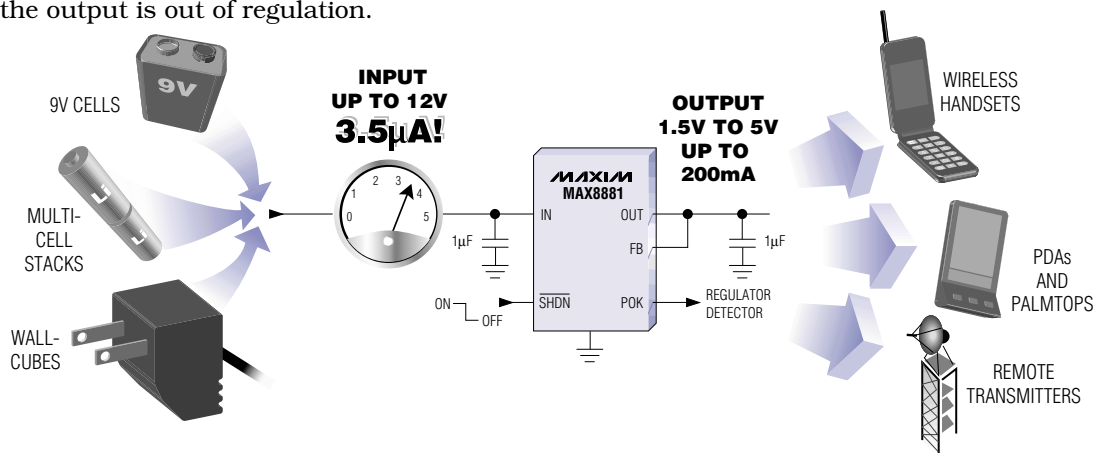 the output is out of regulation.
9V
9V CELLS
MULTI-
CELL
STACKS
WALL-
CUBES
INPUT
UP TO 12V
3.5µA!
0 1 2 3 4 5
1µF
ON
OFF
MAXIM
MAX8881
IN
OUT
FB
SHDN
POK
OUTPUT
1.5V TO 5V
UP TO
200mA
1µF
REGULATOR
DETECTOR
WIRELESS
HANDSETS
PDAs
AND
PALMTOPS
REMOTE
TRANSMITTERS